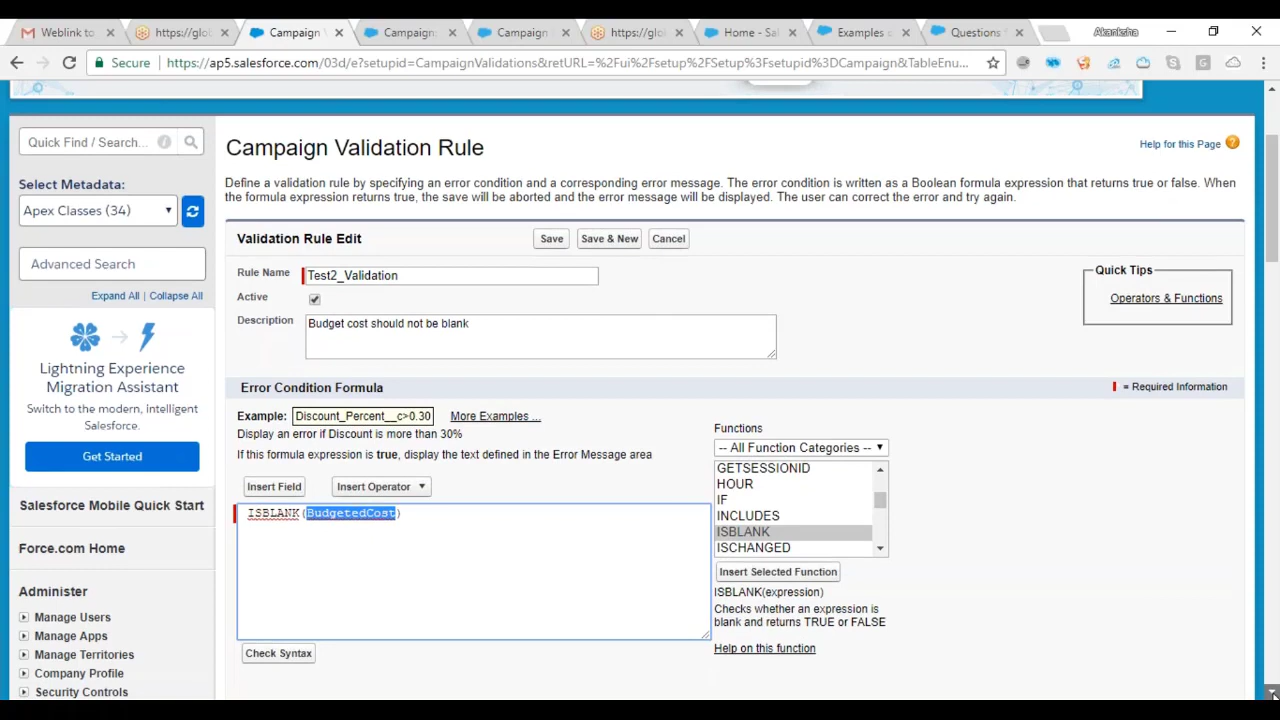 Weblink to
https://glo
Campaign V
Campaign
Campaign
https://glo
Home - Sal
Examples o
Questions
Akanksha
Secure
https://ap5.salesforce.com/03d/e?setupid=CampaignValidations&retURL=%2Fui%2Fsetup%2FSetup%3Fsetupid%3DCampaign&TableEnu...
Quick Find / Search...
Select Metadata:
Apex Classes (34)
Advanced Search
Expand All | Collapse All
Lightning Experience
Migration Assistant
Switch to the modern, intelligent
Salesforce.
Get Started
Salesforce Mobile Quick Start
Force.com Home
Administer
Manage Users
Manage Apps
Manage Territories
Company Profile
Security Controls
Campaign Validation Rule
Help for this Page
Define a validation rule by specifying an error condition and a corresponding error message. The error condition is written as a Boolean formula expression that returns true or false. When
the formula expression returns true, the save will be aborted and the error message will be displayed. The user can correct the error and try again.
Validation Rule Edit
Save
Save & New
Cancel
Rule Name
Test2_Validation
Active
Description
Budget cost should not be blank
Quick Tips
Operators & Functions
Error Condition Formula
= Required Information
Example: Discount_Percent__c>0.30 More Examples ...
Display an error if Discount is more than 30%
If this formula expression is true, display the text defined in the Error Message area
Insert Field
Insert Operator
ISBLANK(BudgetedCost)
Check Syntax
Functions
-- All Function Categories --
GETSESSIONID
HOUR
IF
INCLUDES
ISBLANK
ISCHANGED
Insert Selected Function
ISBLANK(expression)
Checks whether an expression is
blank and returns TRUE or FALSE
Help on this function